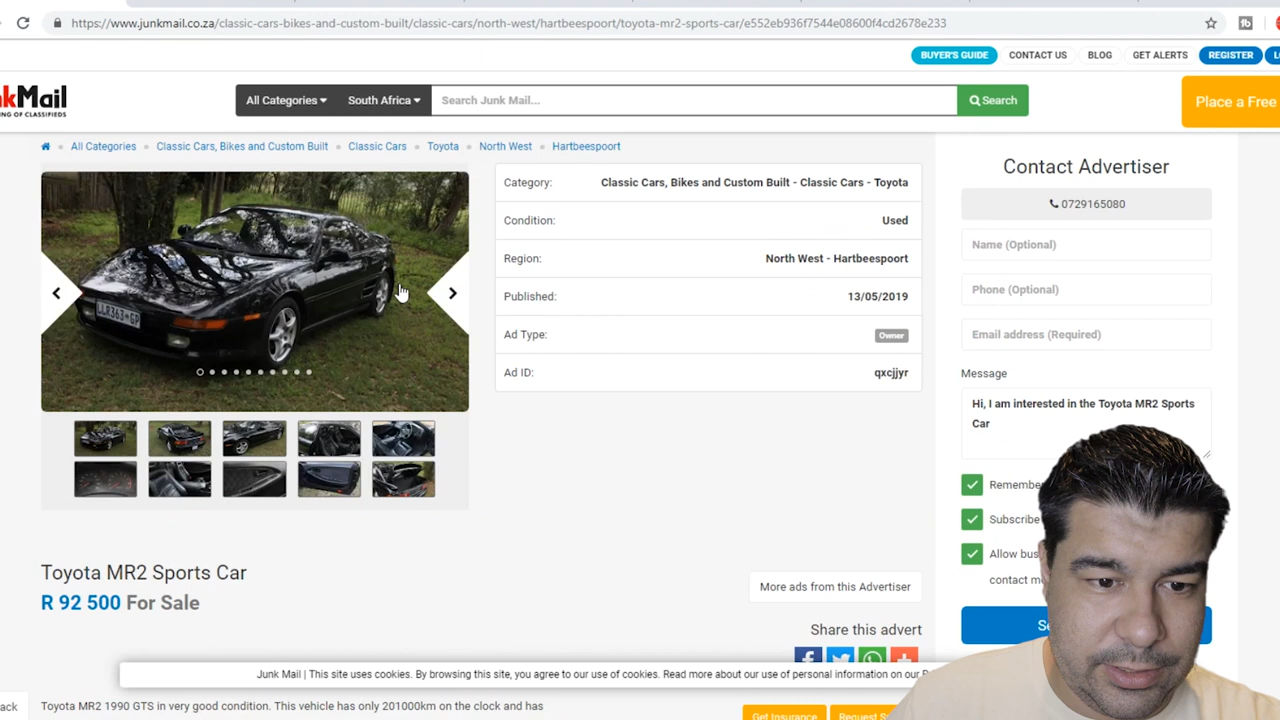 https://www.junkmail.co.za/classic-cars-bikes-and-custom-built/classic-cars/north-west/hartbeespoort/toyota-mr2-sports-car/e552eb936f7544e08600f4cd2678e233
BUYER'S GUIDE CONTACT US BLOG GET ALERTS REGISTER
kMail
ING OF CLASSIFIEDS
All Categories South Africa Search Junk Mail... Search
Place a Free
All Categories Classic Cars, Bikes and Custom Built Classic Cars Toyota North West Hartbeespoort
LLR363 GP
Category: Classic Cars, Bikes and Custom Built - Classic Cars - Toyota
Condition: Used
Region: North West - Hartbeespoort
Published: 13/05/2019
Ad Type: Owner
Ad ID: qxcjjyr
Contact Advertiser
0729165080
Name (Optional)
Phone (Optional)
Email address (Required)
Message
Hi, I am interested in the Toyota MR2 Sports
Car
Remembe
Subscribe
Allow bus
contact me
Se
Toyota MR2 Sports Car
R 92 500 For Sale
More ads from this Advertiser
Share this advert
Junk Mail | This site uses cookies. By browsing this site, you agree to our use of cookies. Read more about our use of personal information on our
ack
Toyota MR2 1990 GTS in very good condition. This vehicle has only 201000km on the clock and has
Get Insurance